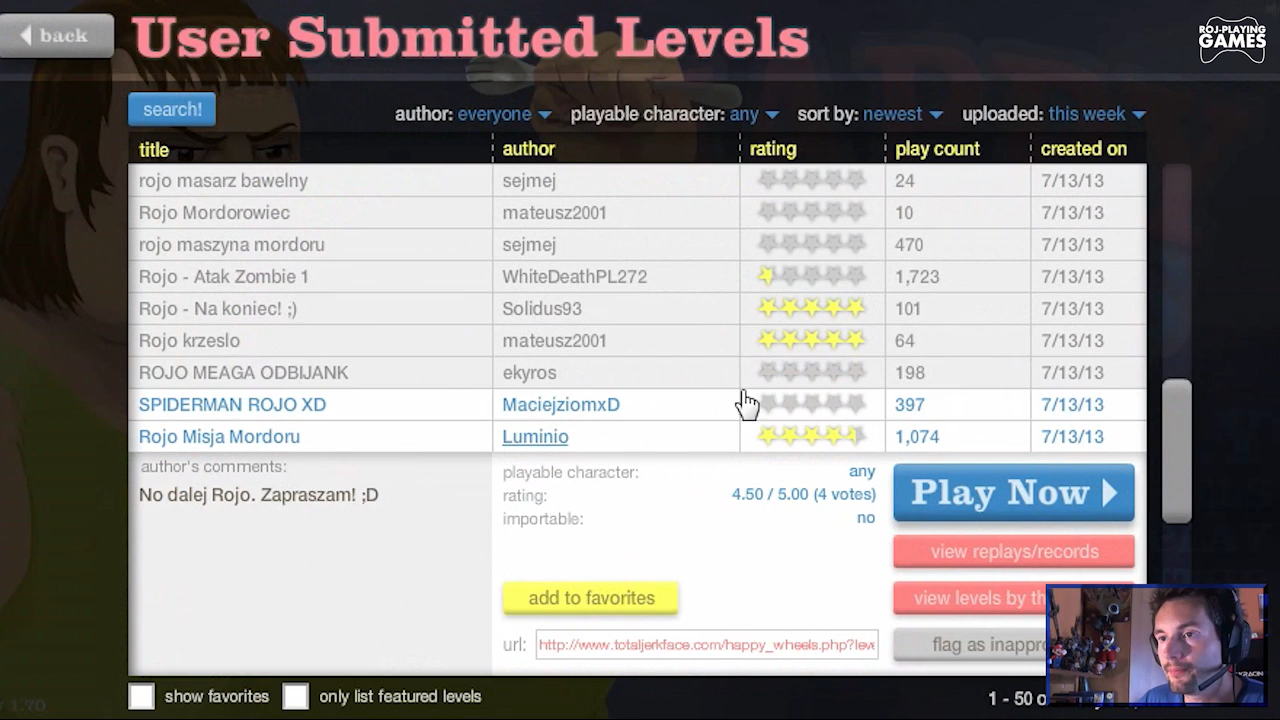 back
User Submitted Levels
ROJ-PLAYING
GAMES
search!
author: everyone playable character: any sort by: newest uploaded: this week
title author rating play count created on
rojo masarz bawelny sejmej 24 7/13/13
Rojo Mordorowiec mateusz2001 10 7/13/13
rojo maszyna mordoru sejmej 470 7/13/13
Rojo - Atak Zombie 1 WhiteDeathPL272 1,723 7/13/13
Rojo - Na koniec! ;) Solidus93 101 7/13/13
Rojo krzeslo mateusz2001 64 7/13/13
ROJO MEAGA ODBIJANK ekyros 198 7/13/13
SPIDERMAN ROJO XD MaciejziomxD 397 7/13/13
Rojo Misja Mordoru Luminio 1,074 7/13/13
author's comments:
No dalej Rojo. Zapraszam! ;D
playable character: any
rating: 4.50 / 5.00 (4 votes)
importable: no
Play Now
view replays/records
add to favorites
view levels by th
url: http://www.totaljerkface.com/happy_wheels.php?lev
flag as inappro
show favorites only list featured levels
1 - 50 o
1.70